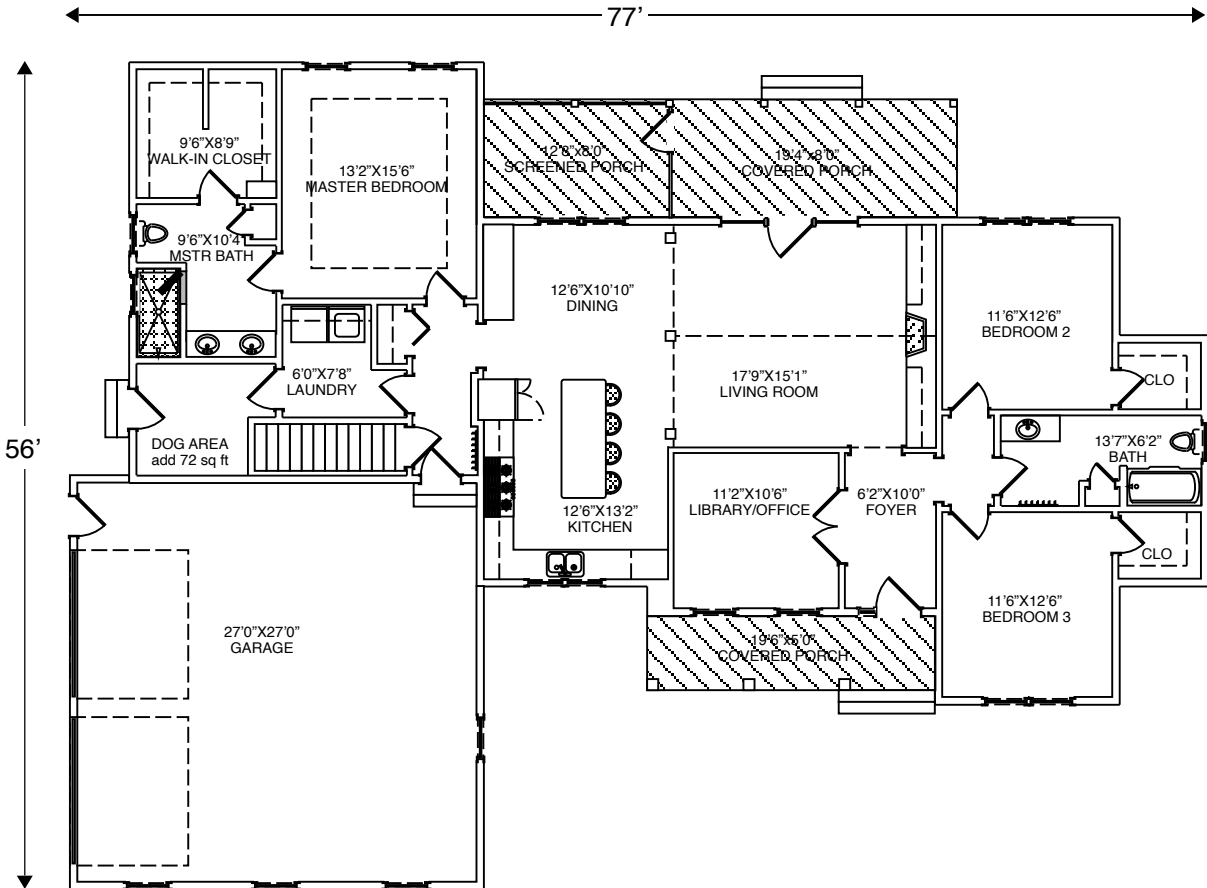 77’
56’
9’6”X8’9”
WALK-IN CLOSET
13’2”X15’6”
MASTER BEDROOM
12’8”x8’0”
SCREENED PORCH
19’4”x8’0”
COVERED PORCH
9’6”X10’4”
MSTR BATH
12’6”X10’10”
DINING
11’6”X12’6”
BEDROOM 2
6’0”X7’8”
LAUNDRY
17’9”X15’1”
LIVING ROOM
CLO
DOG AREA
add 72 sq ft
13’7”X6’2”
BATH
12’6”X13’2”
KITCHEN
11’2”X10’6”
LIBRARY/OFFICE
6’2”X10’0”
FOYER
CLO
11’6”X12’6”
BEDROOM 3
27’0”X27’0”
GARAGE
19’6”x5’0”
COVERED PORCH